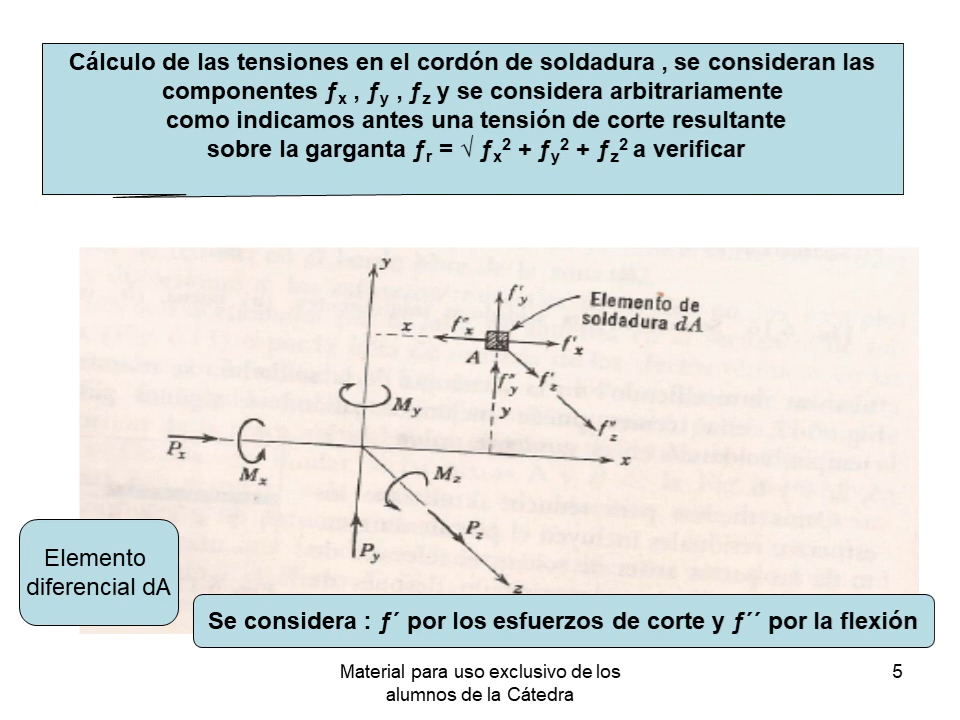 Cálculo de las tensiones en el cordón de soldadura , se consideran las
componentes ƒx , ƒy , ƒz y se considera arbitrariamente
como indicamos antes una tensión de corte resultante
sobre la garganta ƒr = √ ƒx² + ƒy² + ƒz² a verificar
y
f′y
Elemento de
soldadura dA
x
f″x
f′x
A
f′z
f″y
y
f″z
My
Px
Mx
x
Mz
Pz
Py
z
Elemento
diferencial dA
Se considera : ƒ´ por los esfuerzos de corte y ƒ´´ por la flexión
Material para uso exclusivo de los
alumnos de la Cátedra
5